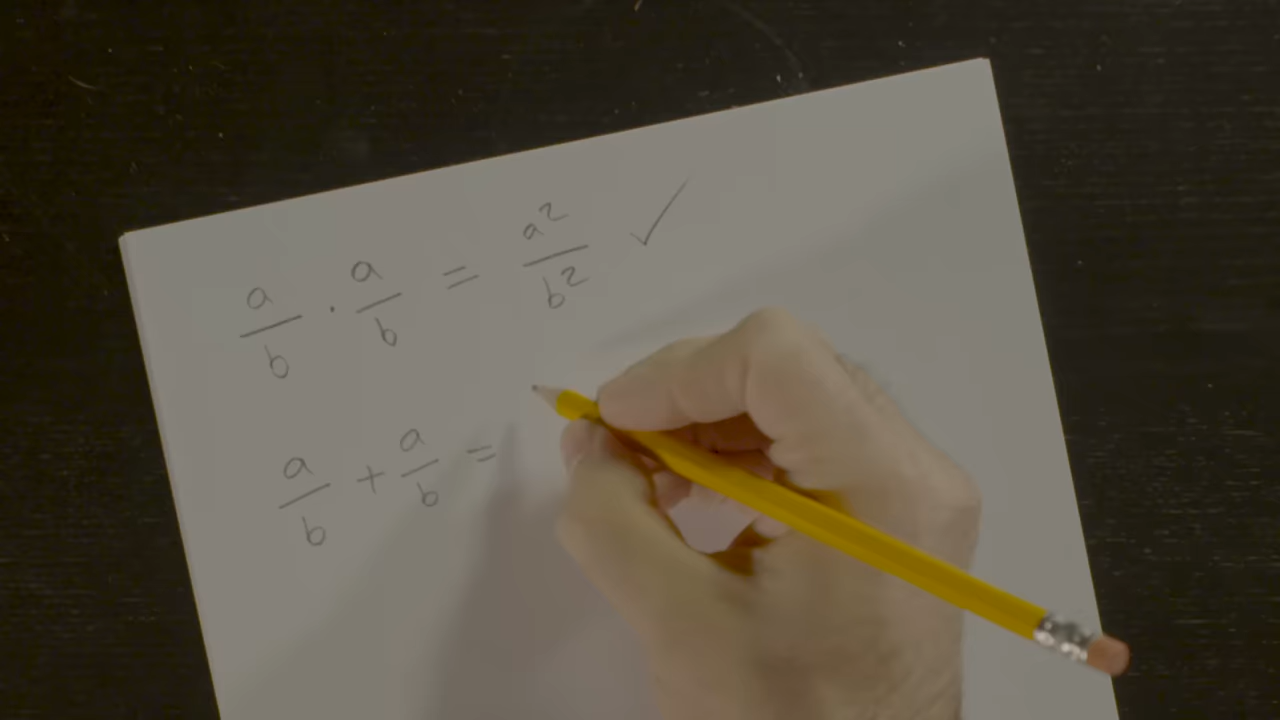 a/b · a/b = a²/b² ✓
a/b + a/b =